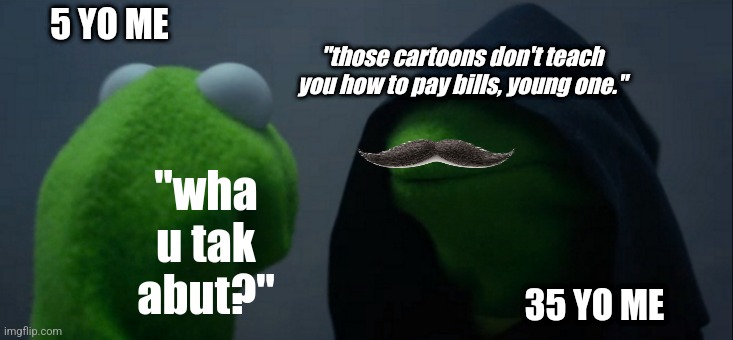 5 YO ME
"those cartoons don't teach
you how to pay bills, young one."
"wha
u tak
abut?"
35 YO ME
imgflip.com